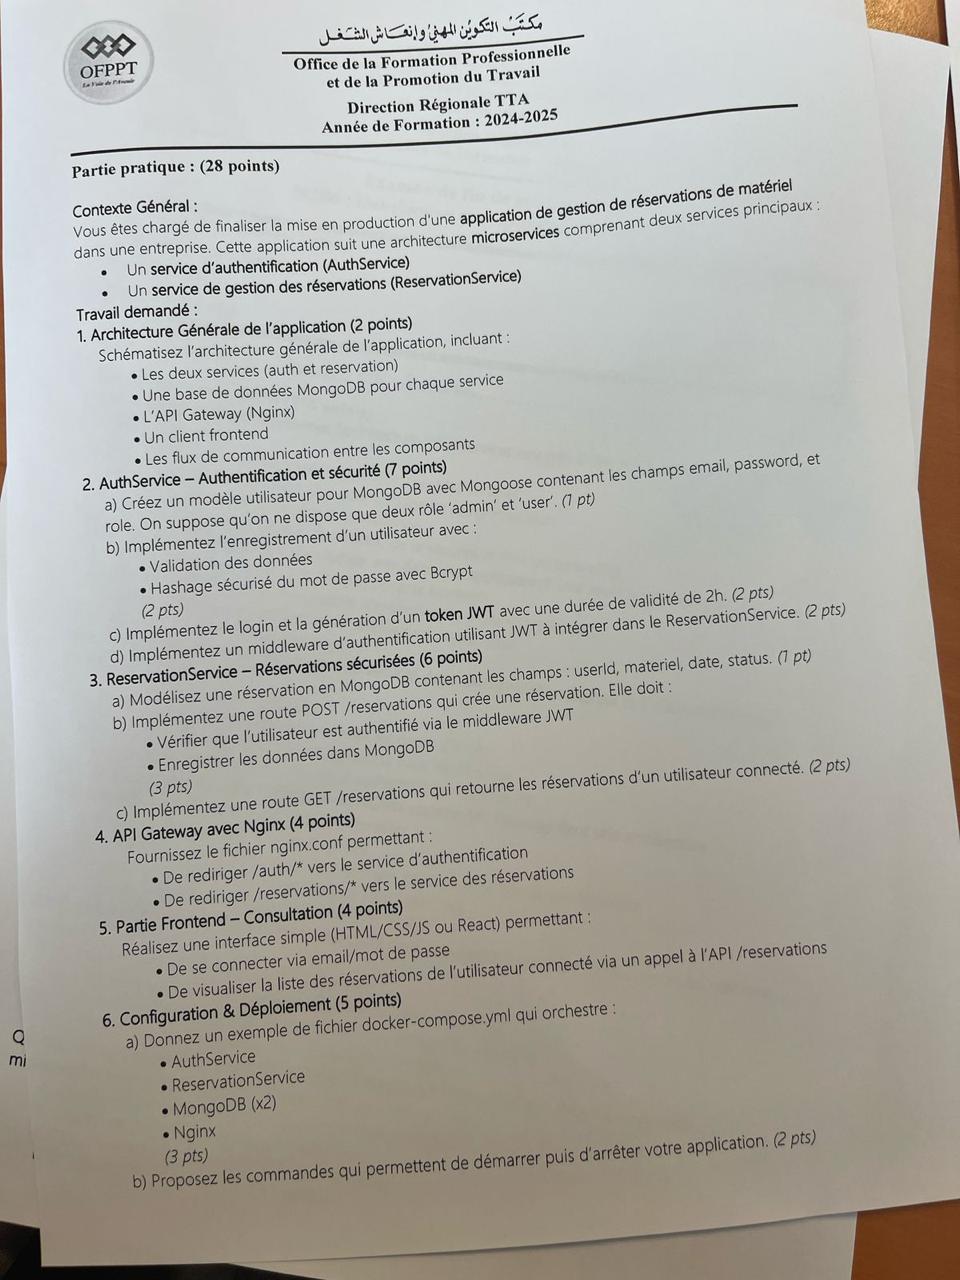 مكتب التكوين المهني وإنعاش الشغل
OFPPT
La Voie de l'Avenir
Office de la Formation Professionnelle
et de la Promotion du Travail
Direction Régionale TTA
Année de Formation : 2024-2025
Partie pratique : (28 points)
Contexte Général :
Vous êtes chargé de finaliser la mise en production d'une application de gestion de réservations de matériel
dans une entreprise. Cette application suit une architecture microservices comprenant deux services principaux :
• Un service d'authentification (AuthService)
• Un service de gestion des réservations (ReservationService)
Travail demandé :
1. Architecture Générale de l'application (2 points)
Schématisez l'architecture générale de l'application, incluant :
• Les deux services (auth et reservation)
• Une base de données MongoDB pour chaque service
• L'API Gateway (Nginx)
• Un client frontend
• Les flux de communication entre les composants
2. AuthService – Authentification et sécurité (7 points)
a) Créez un modèle utilisateur pour MongoDB avec Mongoose contenant les champs email, password, et
role. On suppose qu'on ne dispose que deux rôle 'admin' et 'user'. (1 pt)
b) Implémentez l'enregistrement d'un utilisateur avec :
• Validation des données
• Hashage sécurisé du mot de passe avec Bcrypt
(2 pts)
c) Implémentez le login et la génération d'un token JWT avec une durée de validité de 2h. (2 pts)
d) Implémentez un middleware d'authentification utilisant JWT à intégrer dans le ReservationService. (2 pts)
3. ReservationService – Réservations sécurisées (6 points)
a) Modélisez une réservation en MongoDB contenant les champs : userId, materiel, date, status. (1 pt)
b) Implémentez une route POST /reservations qui crée une réservation. Elle doit :
• Vérifier que l'utilisateur est authentifié via le middleware JWT
• Enregistrer les données dans MongoDB
(3 pts)
c) Implémentez une route GET /reservations qui retourne les réservations d'un utilisateur connecté. (2 pts)
4. API Gateway avec Nginx (4 points)
Fournissez le fichier nginx.conf permettant :
• De rediriger /auth/* vers le service d'authentification
• De rediriger /reservations/* vers le service des réservations
5. Partie Frontend – Consultation (4 points)
Réalisez une interface simple (HTML/CSS/JS ou React) permettant :
• De se connecter via email/mot de passe
• De visualiser la liste des réservations de l'utilisateur connecté via un appel à l'API /reservations
6. Configuration & Déploiement (5 points)
a) Donnez un exemple de fichier docker-compose.yml qui orchestre :
• AuthService
• ReservationService
• MongoDB (x2)
• Nginx
(3 pts)
b) Proposez les commandes qui permettent de démarrer puis d'arrêter votre application. (2 pts)
Q
mi